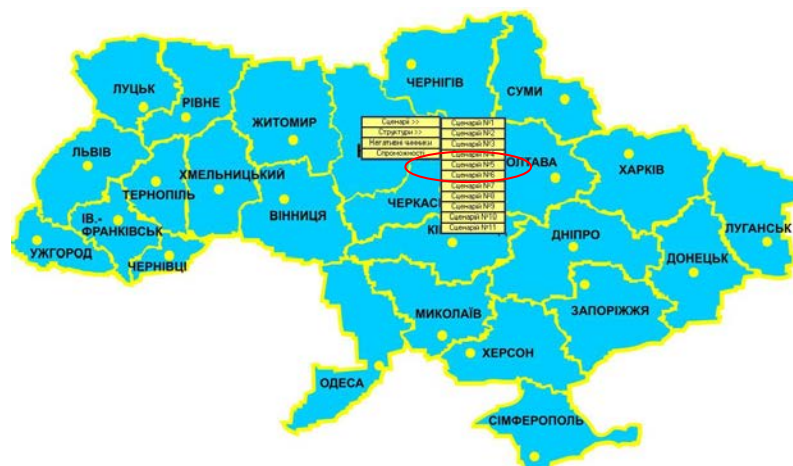 ЧЕРНІГІВ
ЛУЦЬК
РІВНЕ
СУМИ
ЖИТОМИР
Сценарії >>
Структури >>
Негативні чинники
Спроможності
Сценарій №1
Сценарій №2
Сценарій №3
Сценарій №4
Сценарій №5
Сценарій №6
Сценарій №7
Сценарій №8
Сценарій №9
Сценарій №10
Сценарій №11
ЛЬВІВ
ХМЕЛЬНИЦЬКИЙ
ТЕРНОПІЛЬ
ОЛТАВА
ХАРКІВ
ВІННИЦЯ
ЧЕРКАС
ІВ.-
ФРАНКІВСЬК
УЖГОРОД
ЧЕРНІВЦІ
ДНІПРО
ЛУГАНСЬК
ДОНЕЦЬК
МИКОЛАЇВ
ЗАПОРІЖЖЯ
ХЕРСОН
ОДЕСА
СІМФЕРОПОЛЬ